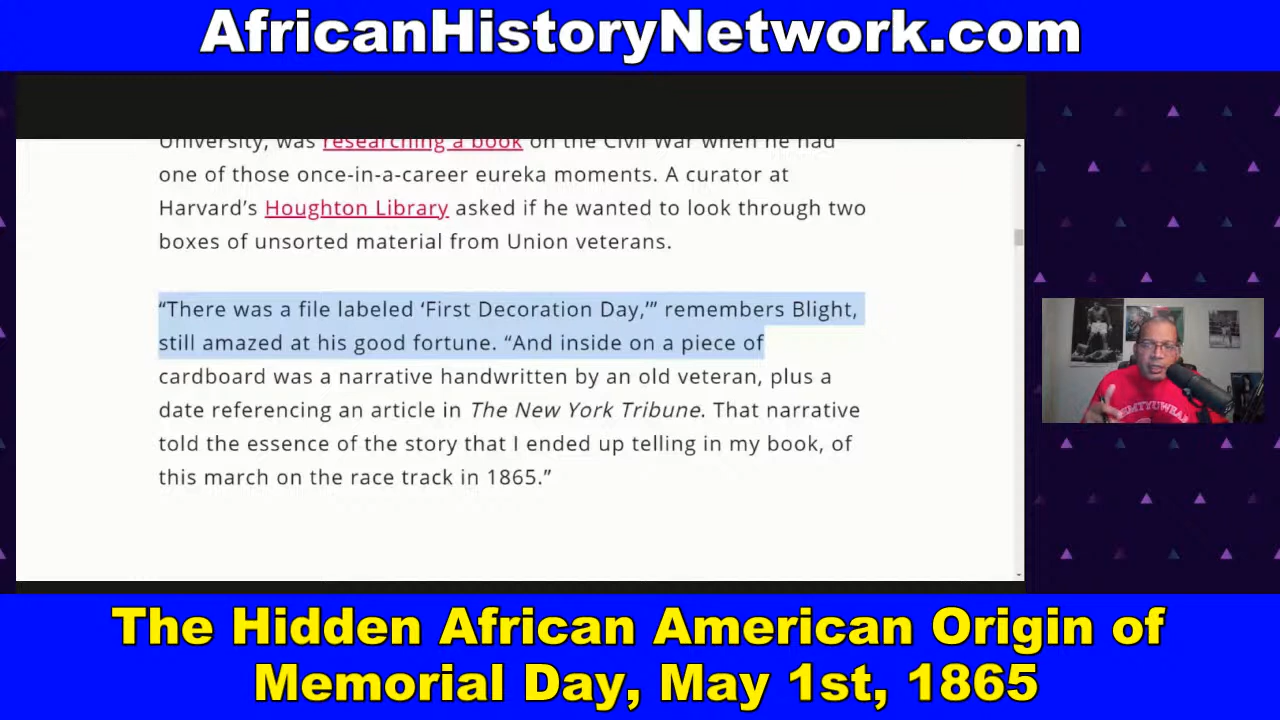 AfricanHistoryNetwork.com
University, was researching a book on the Civil War when he had
one of those once-in-a-career eureka moments. A curator at
Harvard’s Houghton Library asked if he wanted to look through two
boxes of unsorted material from Union veterans.
“There was a file labeled ‘First Decoration Day,’” remembers Blight,
still amazed at his good fortune. “And inside on a piece of
cardboard was a narrative handwritten by an old veteran, plus a
date referencing an article in The New York Tribune. That narrative
told the essence of the story that I ended up telling in my book, of
this march on the race track in 1865.”
The Hidden African American Origin of
Memorial Day, May 1st, 1865